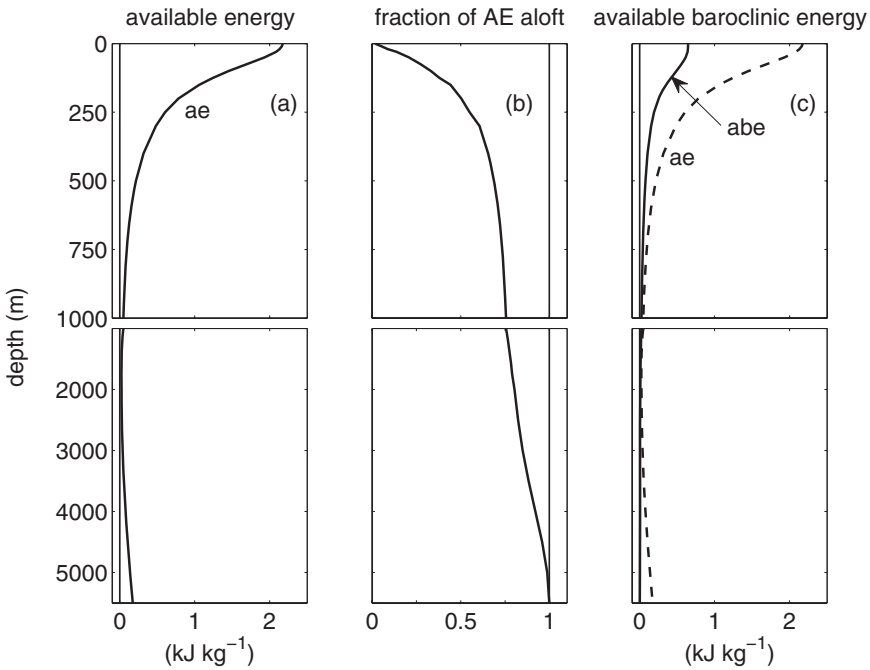 available energy
fraction of AE aloft
available baroclinic energy
0
250
500
750
1000
2000
3000
4000
5000
depth (m)
(a)
ae
(b)
(c)
abe
ae
0
1
2
(kJ kg⁻¹)
0
0.5
1
0
1
2
(kJ kg⁻¹)